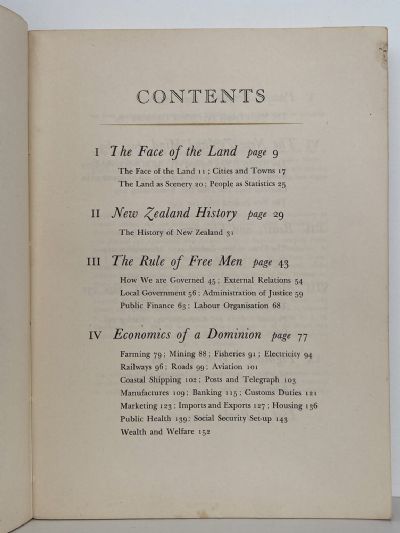 CONTENTS
I The Face of the Land page 9
The Face of the Land 11; Cities and Towns 17
The Land as Scenery 20; People as Statistics 25
II New Zealand History page 29
The History of New Zealand 31
III The Rule of Free Men page 43
How We are Governed 45; External Relations 54
Local Government 56; Administration of Justice 59
Public Finance 63; Labour Organisation 68
IV Economics of a Dominion page 77
Farming 79; Mining 88; Fisheries 91; Electricity 94
Railways 96; Roads 99; Aviation 101
Coastal Shipping 102; Posts and Telegraph 103
Manufactures 109; Banking 115; Customs Duties 121
Marketing 123; Imports and Exports 127; Housing 136
Public Health 139; Social Security Set-up 143
Wealth and Welfare 152